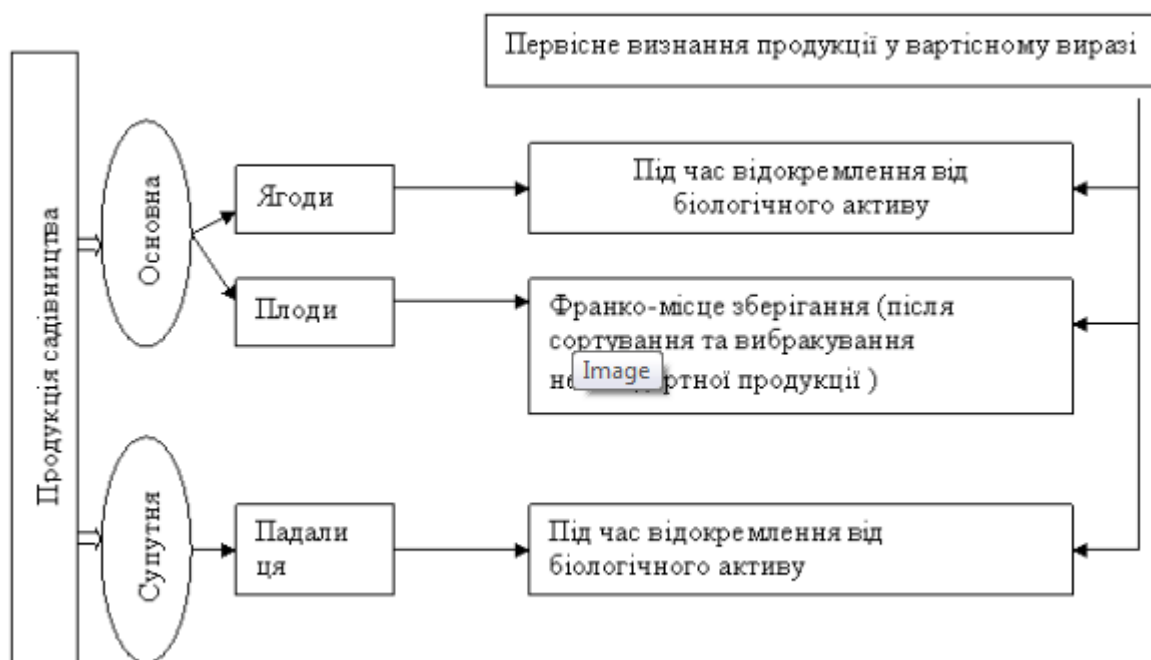 Первісне визнання продукції у вартісному виразі
Продукція садівництва
Основна
Ягоди
Під час відокремлення від
біологічного активу
Плоди
Франко-місце зберігання (після
сортування та вибракування
продукції )
Image
Супутня
Падали
ця
Під час відокремлення від
біологічного активу